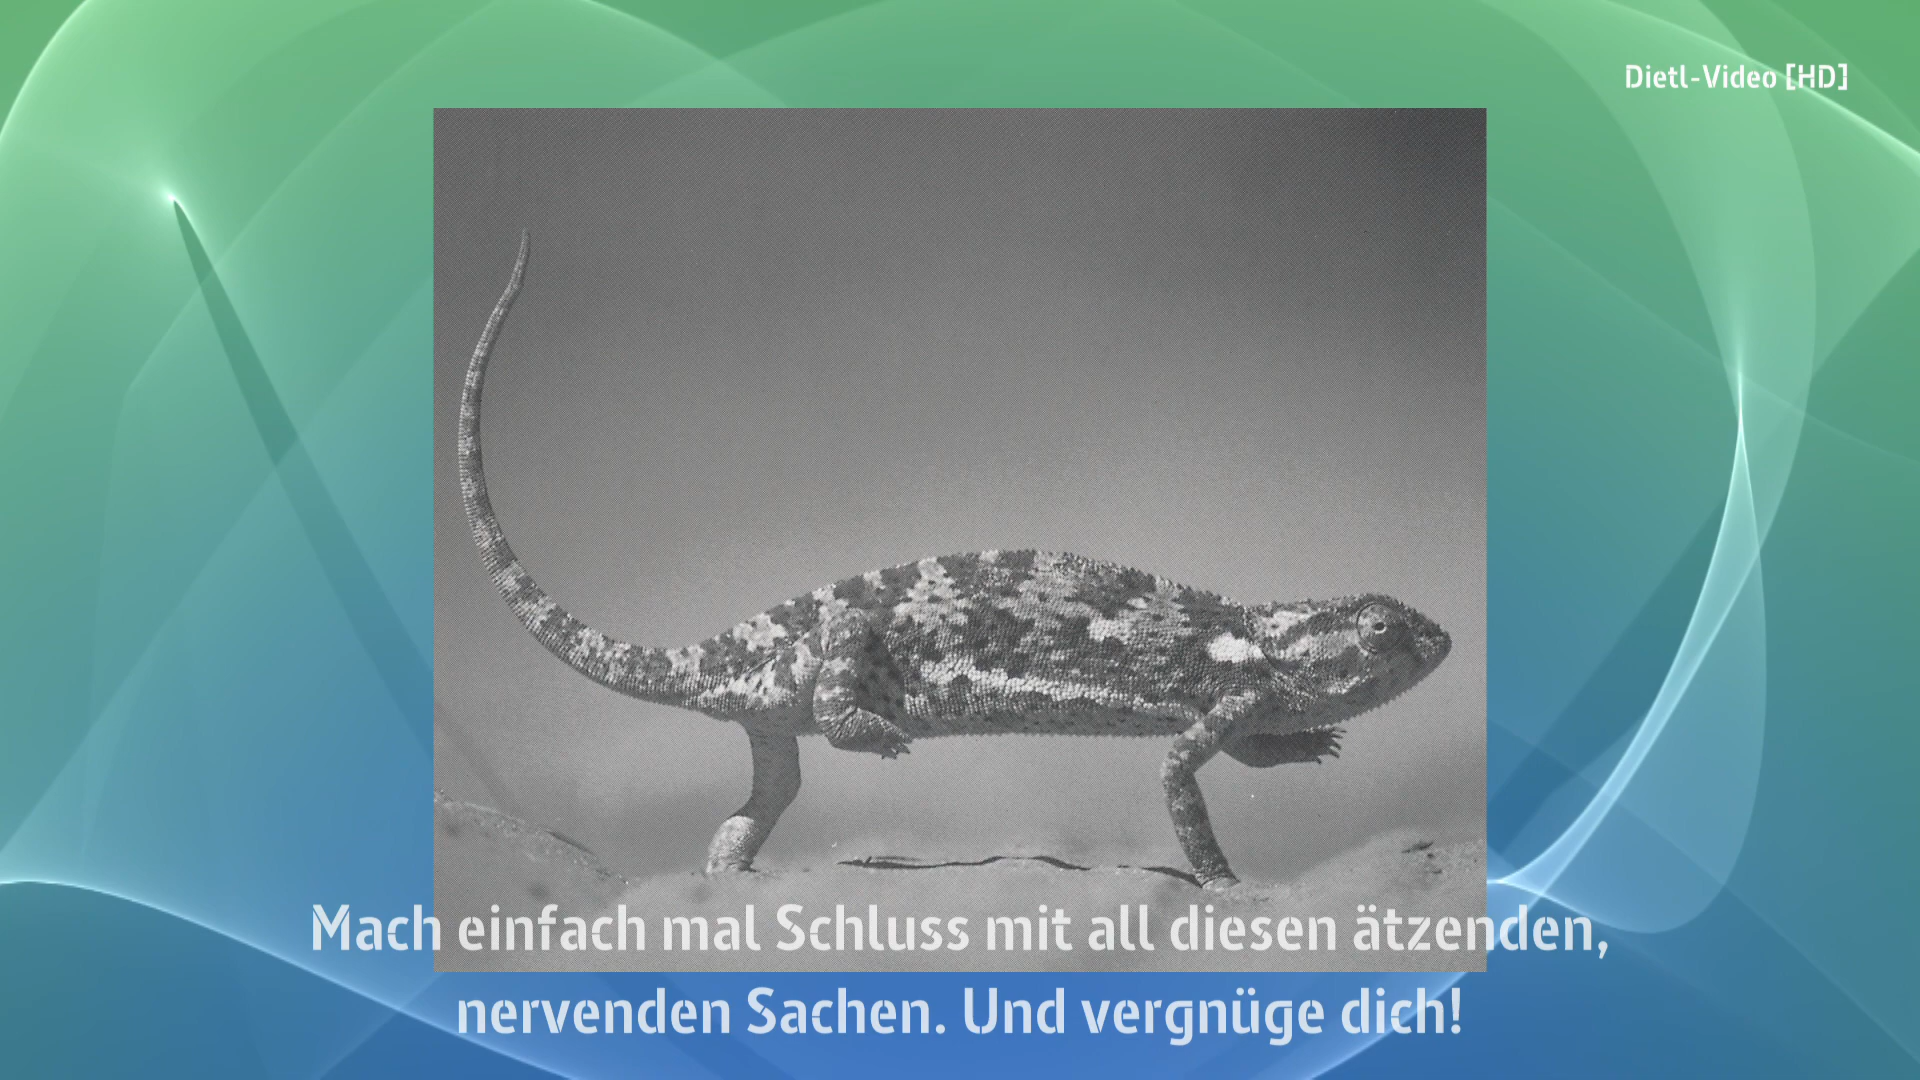 Dietl-Video [HD]
Mach einfach mal Schluss mit all diesen ätzenden,
nervenden Sachen. Und vergnüge dich!